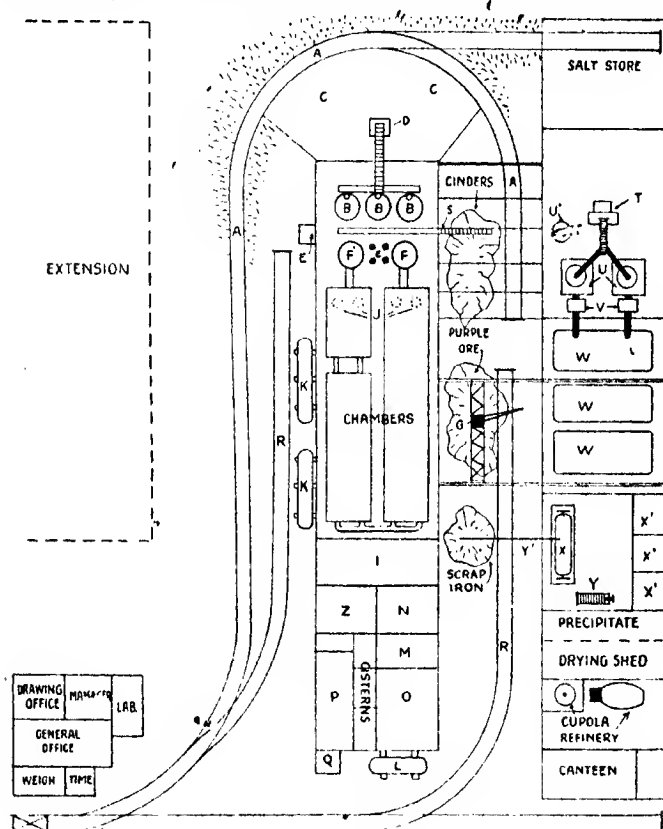 A
SALT STORE
C
C
D
CINDERS
A
B
B
B
S
T
U'
A
E
F
F
U
EXTENSION
J
V
PURPLE
ORE
W
K
CHAMBERS
G
W
R
W
K
I
SCRAP
IRON
Y'
X
X'
X'
X'
Y
Z
N
PRECIPITATE
M
R
DRYING SHED
DRAWING
OFFICE
MANAGER
LAB.
P
CISTERNS
O
GENERAL
OFFICE
CUPOLA
REFINERY
WEIGH
TIME
Q
L
CANTEEN